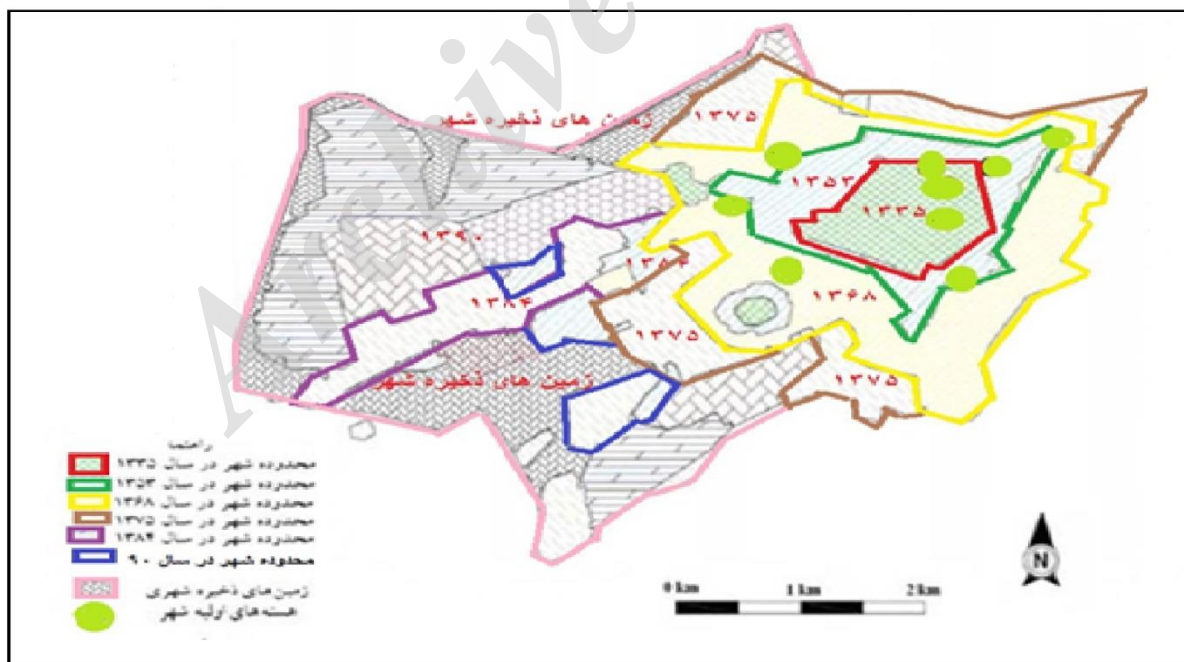 Archive
۱۳۷۵
زمین های ذخیره شهر
۱۳۵۳
۱۳۳۵
۱۳۹۰
۱۳۸۴
۱۳۸۴
۱۳۶۸
۱۳۷۵
زمین های ذخیره شهر
۱۳۷۵
راهنما
محدوده شهر در سال ۱۳۳۵
محدوده شهر در سال ۱۳۵۳
محدوده شهر در سال ۱۳۶۸
محدوده شهر در سال ۱۳۷۵
محدوده شهر در سال ۱۳۸۴
محدوده شهر در سال ۹۰
زمین های ذخیره شهری
هسته های اولیه شهر
0 km 1 km 2 km
N